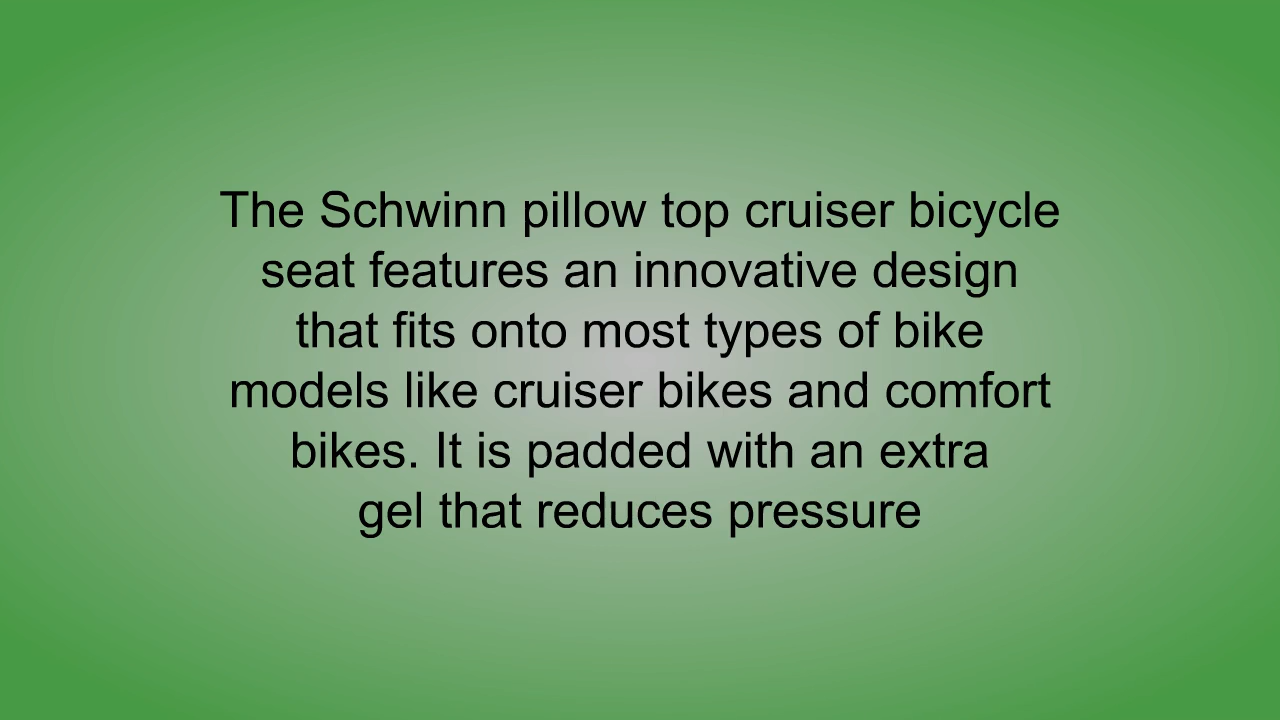 The Schwinn pillow top cruiser bicycle
seat features an innovative design
that fits onto most types of bike
models like cruiser bikes and comfort
bikes. It is padded with an extra
gel that reduces pressure